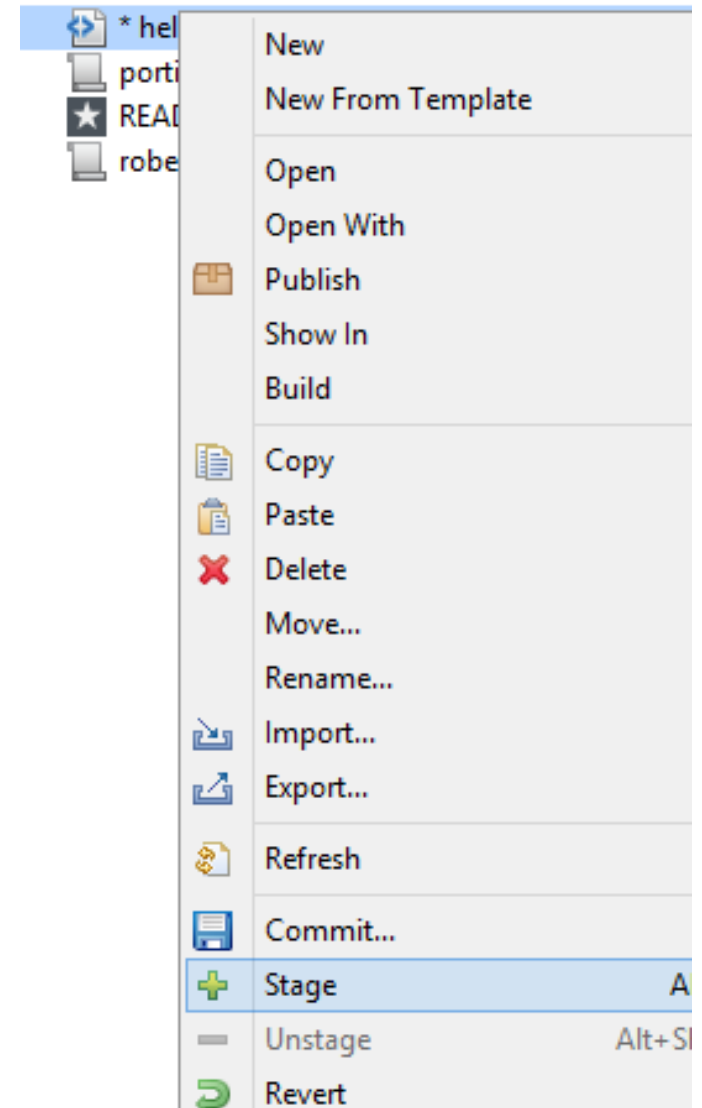 * hel
porti
READ
robe
New
New From Template
Open
Open With
Publish
Show In
Build
Copy
Paste
Delete
Move...
Rename...
Import...
Export...
Refresh
Commit...
Stage A
Unstage Alt+S
Revert